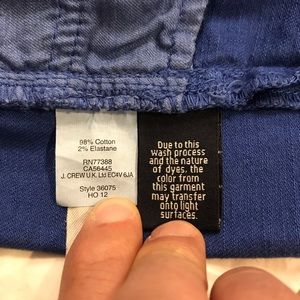 98% Cotton
2% Elastane
RN77388
CA56445
J. CREW U.K. Ltd EC4V 6JA
Style 36075
HO 12
Due to this
wash process
and the nature
of dyes, the
color from
this garment
may transfer
onto light
surfaces.